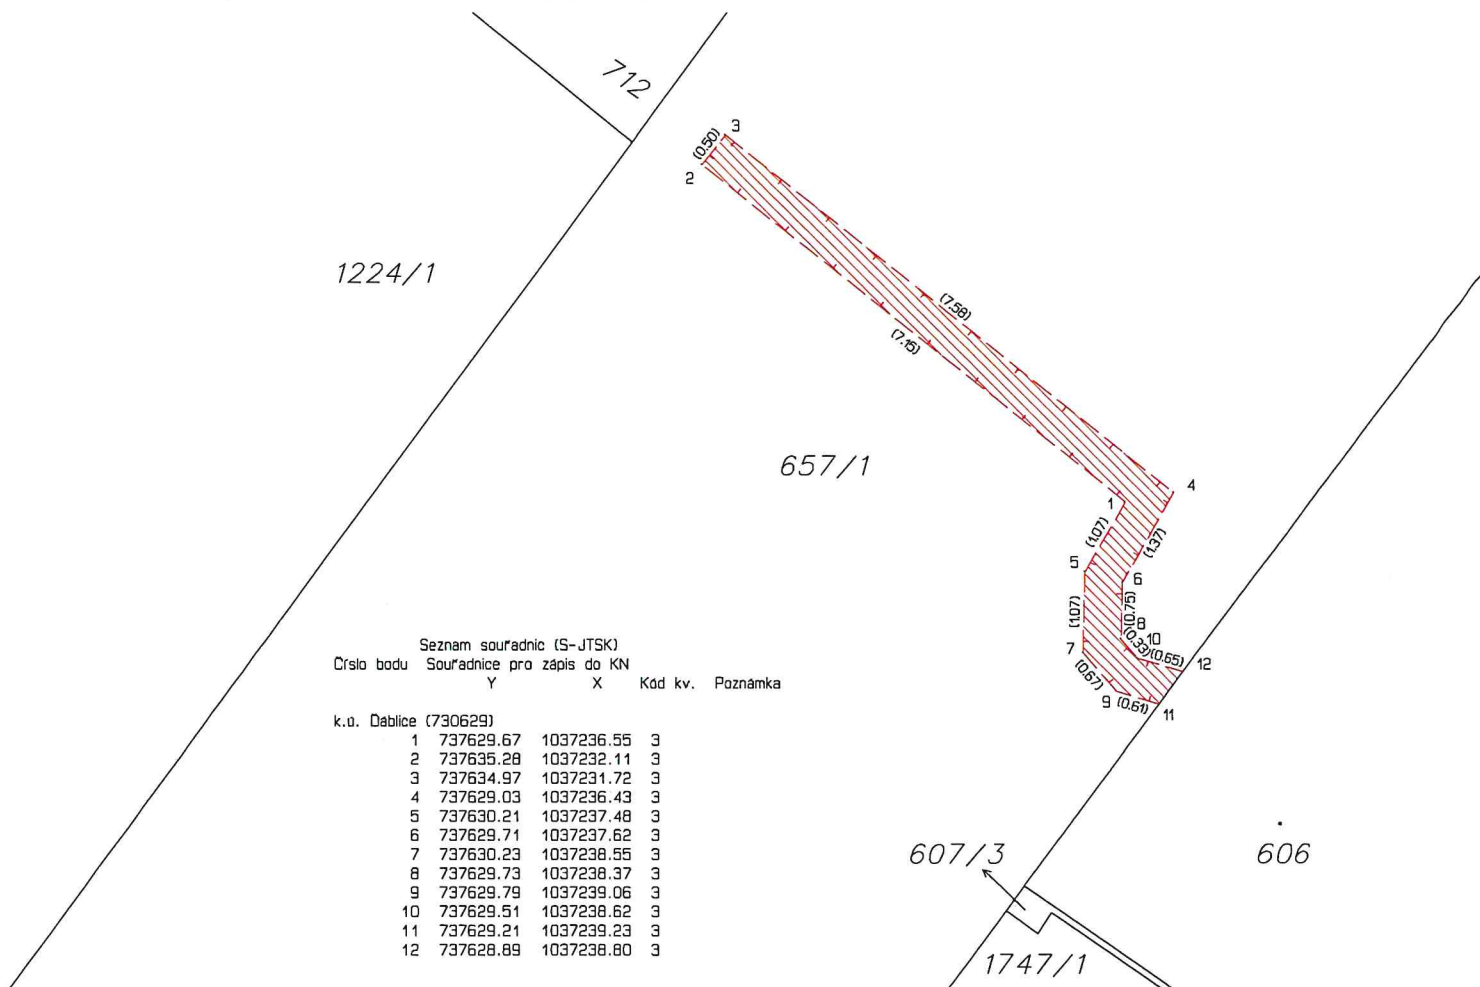 712
3
(0.50)
2
1224/1
(7.58)
(7.15)
657/1
4
1
(1.07)
(1.37)
5
6
(1.07)
(0.75)
8
(0.33)
10
(0.65)
7
12
(0.67)
9
(0.61)
11
Seznam souřadnic (S-JTSK)
Číslo bodu Souřadnice pro zápis do KN
Y X Kód kv. Poznámka
k.ú. Ďáblice (730629)
1 737629.67 1037236.55 3
2 737635.28 1037232.11 3
3 737634.97 1037231.72 3
4 737629.03 1037236.43 3
5 737630.21 1037237.48 3
6 737629.71 1037237.62 3
7 737630.23 1037238.55 3
8 737629.73 1037238.37 3
9 737629.79 1037239.06 3
10 737629.51 1037238.62 3
11 737629.21 1037239.23 3
12 737628.89 1037238.80 3
607/3
606
1747/1